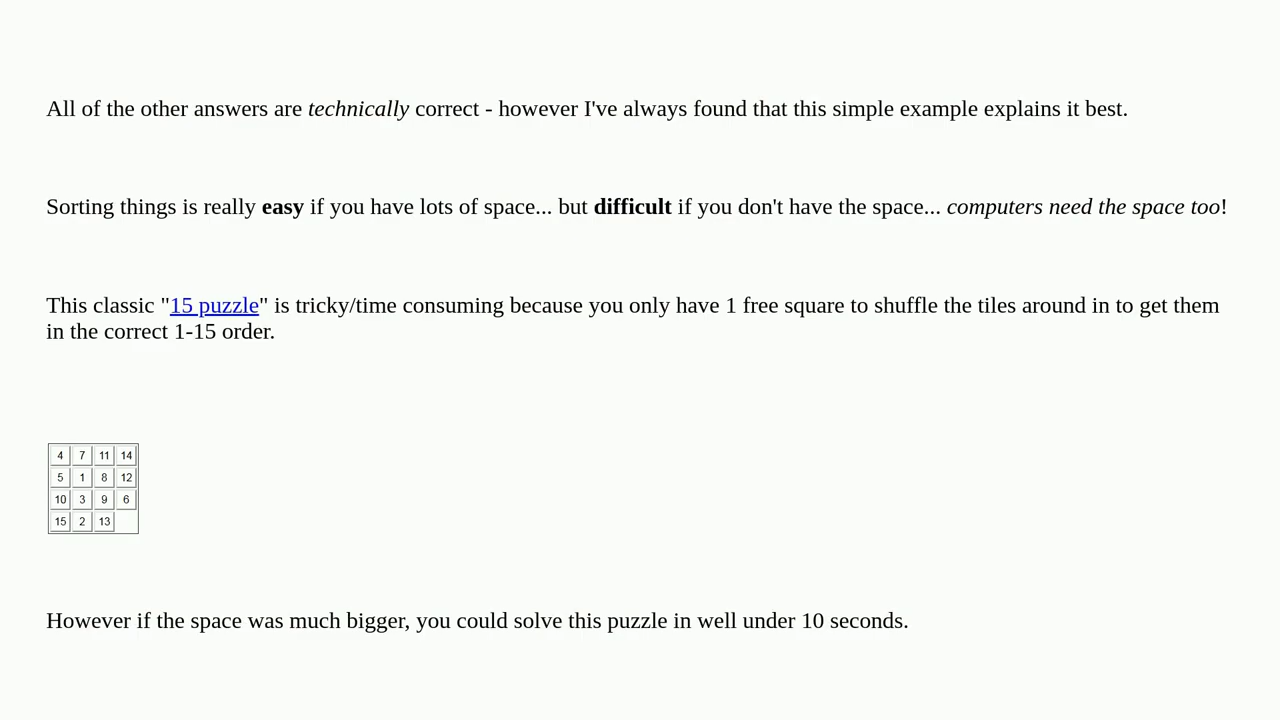 All of the other answers are technically correct - however I've always found that this simple example explains it best.
Sorting things is really easy if you have lots of space... but difficult if you don't have the space... computers need the space too!
This classic "15 puzzle" is tricky/time consuming because you only have 1 free square to shuffle the tiles around in to get them
in the correct 1-15 order.
4 7 11 14
5 1 8 12
10 3 9 6
15 2 13
However if the space was much bigger, you could solve this puzzle in well under 10 seconds.